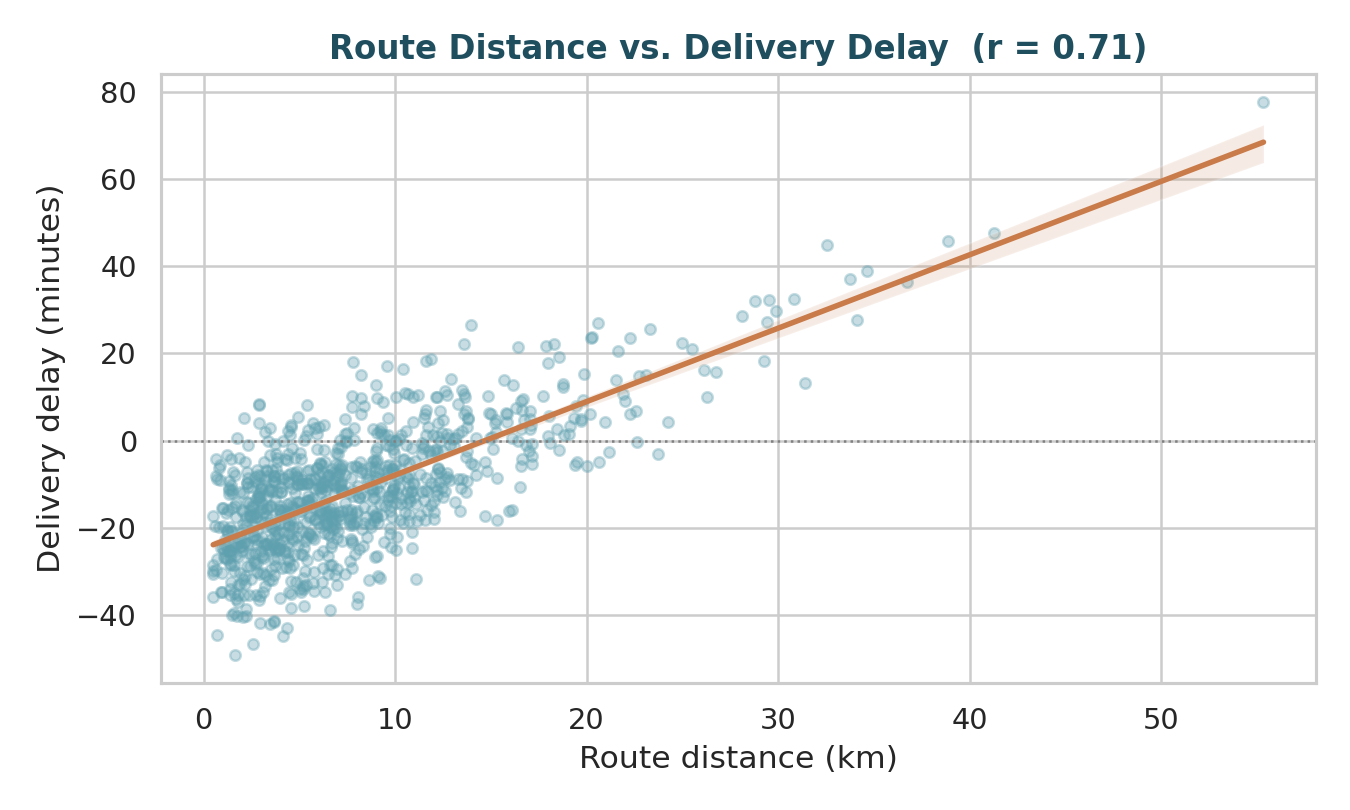 Route Distance vs. Delivery Delay (r = 0.71)
Delivery delay (minutes)
80
60
40
20
0
−20
−40
0 10 20 30 40 50
Route distance (km)